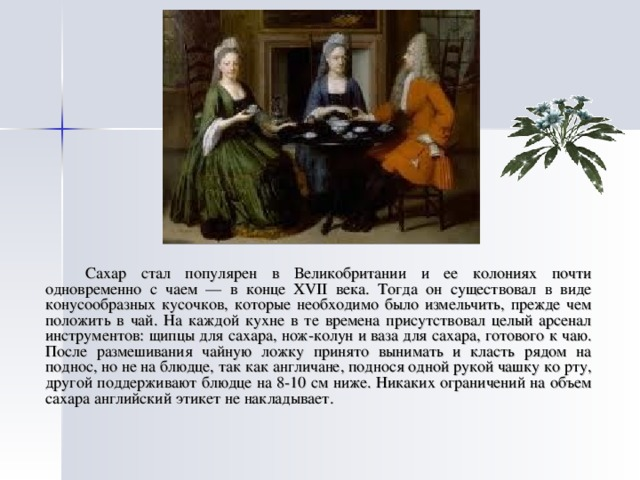 Сахар стал популярен в Великобритании и ее колониях почти
одновременно с чаем — в конце XVII века. Тогда он существовал в виде
конусообразных кусочков, которые необходимо было измельчить, прежде чем
положить в чай. На каждой кухне в те времена присутствовал целый арсенал
инструментов: щипцы для сахара, нож-колун и ваза для сахара, готового к чаю.
После размешивания чайную ложку принято вынимать и класть рядом на
поднос, но не на блюдце, так как англичане, поднося одной рукой чашку ко рту,
другой поддерживают блюдце на 8-10 см ниже. Никаких ограничений на объем
сахара английский этикет не накладывает.